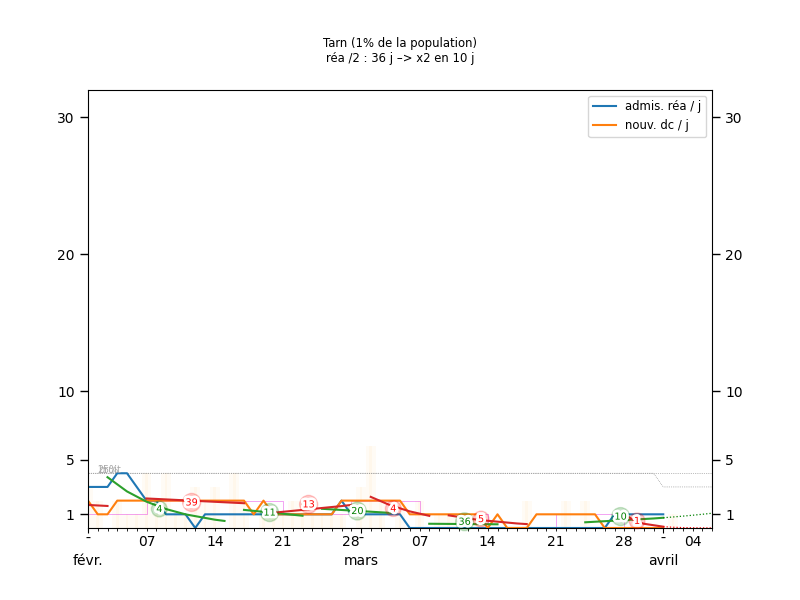 Tarn (1% de la population)
réa /2 : 36 j –> x2 en 10 j
admis. réa / j
nouv. dc / j
30 30
20 20
10 10
5 5
1 1
4 39 11 13 20 4 36 5 10 1
- 07 14 21 28 - 07 14 21 28 - 04
févr. mars avril